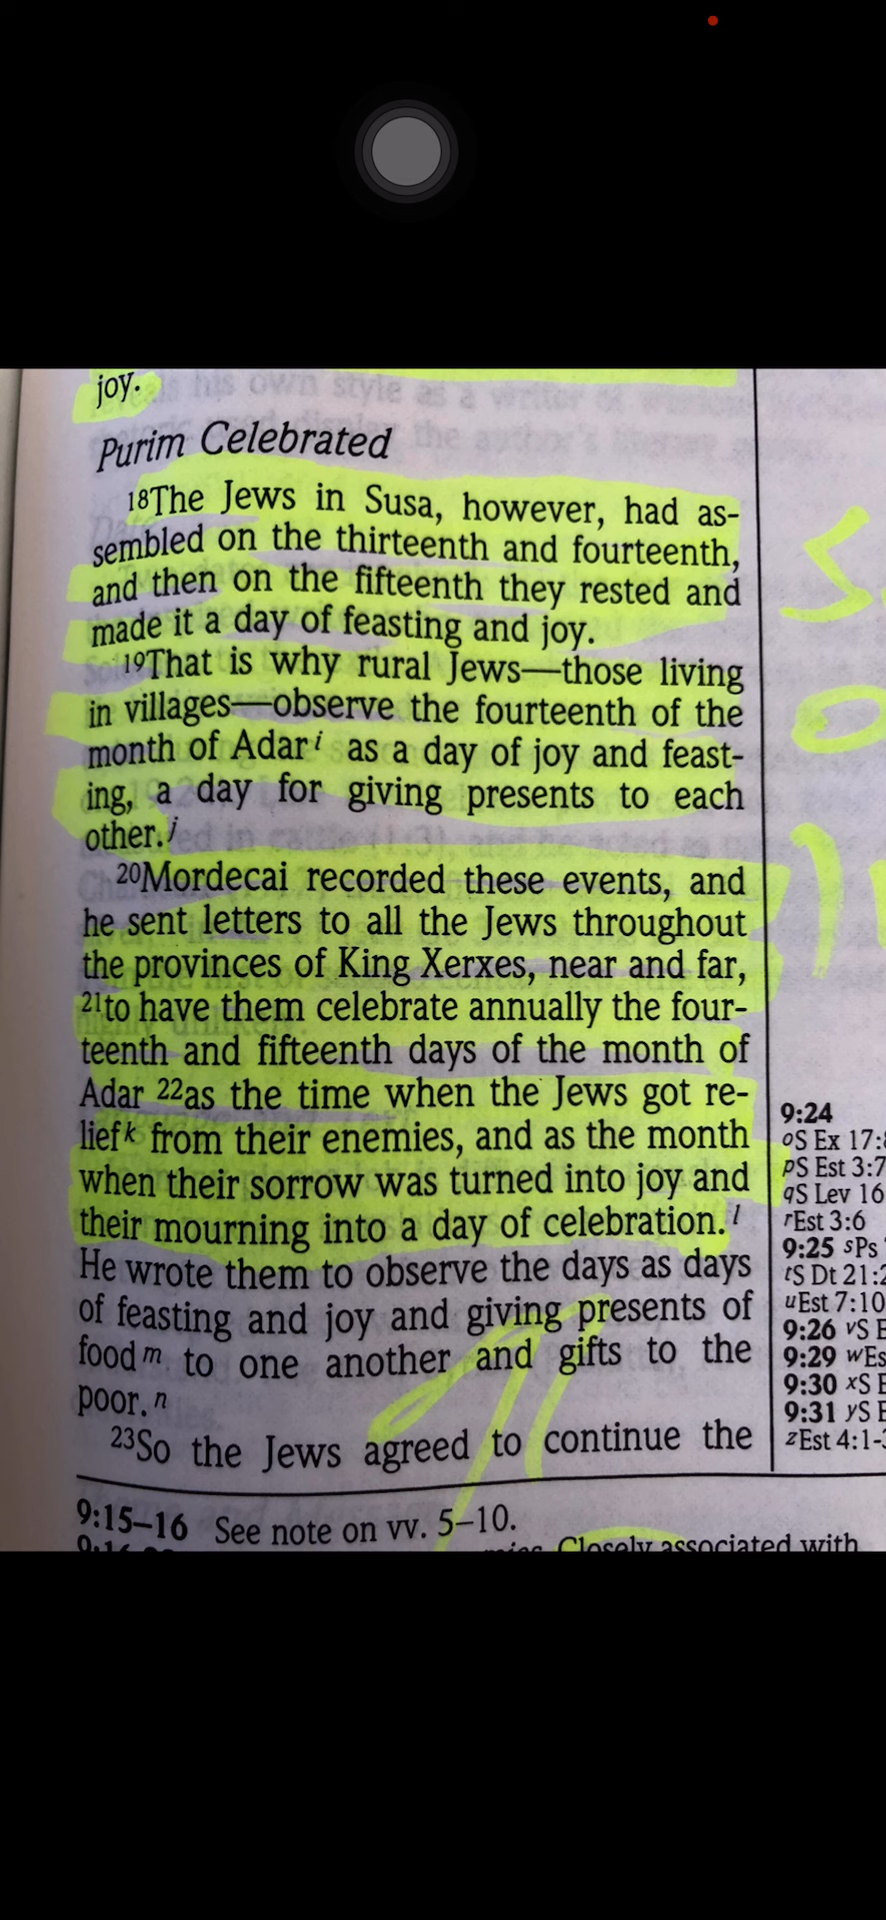 joy.
Purim Celebrated
18The Jews in Susa, however, had as-
sembled on the thirteenth and fourteenth,
and then on the fifteenth they rested and
made it a day of feasting and joy.
19That is why rural Jews—those living
in villages—observe the fourteenth of the
month of Adar i as a day of joy and feast-
ing, a day for giving presents to each
other. j
20Mordecai recorded these events, and
he sent letters to all the Jews throughout
the provinces of King Xerxes, near and far,
21to have them celebrate annually the four-
teenth and fifteenth days of the month of
Adar 22as the time when the Jews got re-
lief k from their enemies, and as the month
when their sorrow was turned into joy and
their mourning into a day of celebration. l
He wrote them to observe the days as days
of feasting and joy and giving presents of
food m to one another and gifts to the
poor. n
23So the Jews agreed to continue the
9:24
oS Ex 17:
pS Est 3:7
qS Lev 16
rEst 3:6
9:25 sPs
tS Dt 21:2
uEst 7:10
9:26 vS E
9:29 wEs
9:30 xS E
9:31 yS E
zEst 4:1-
9:15–16 See note on vv. 5–10.
Closely associated with